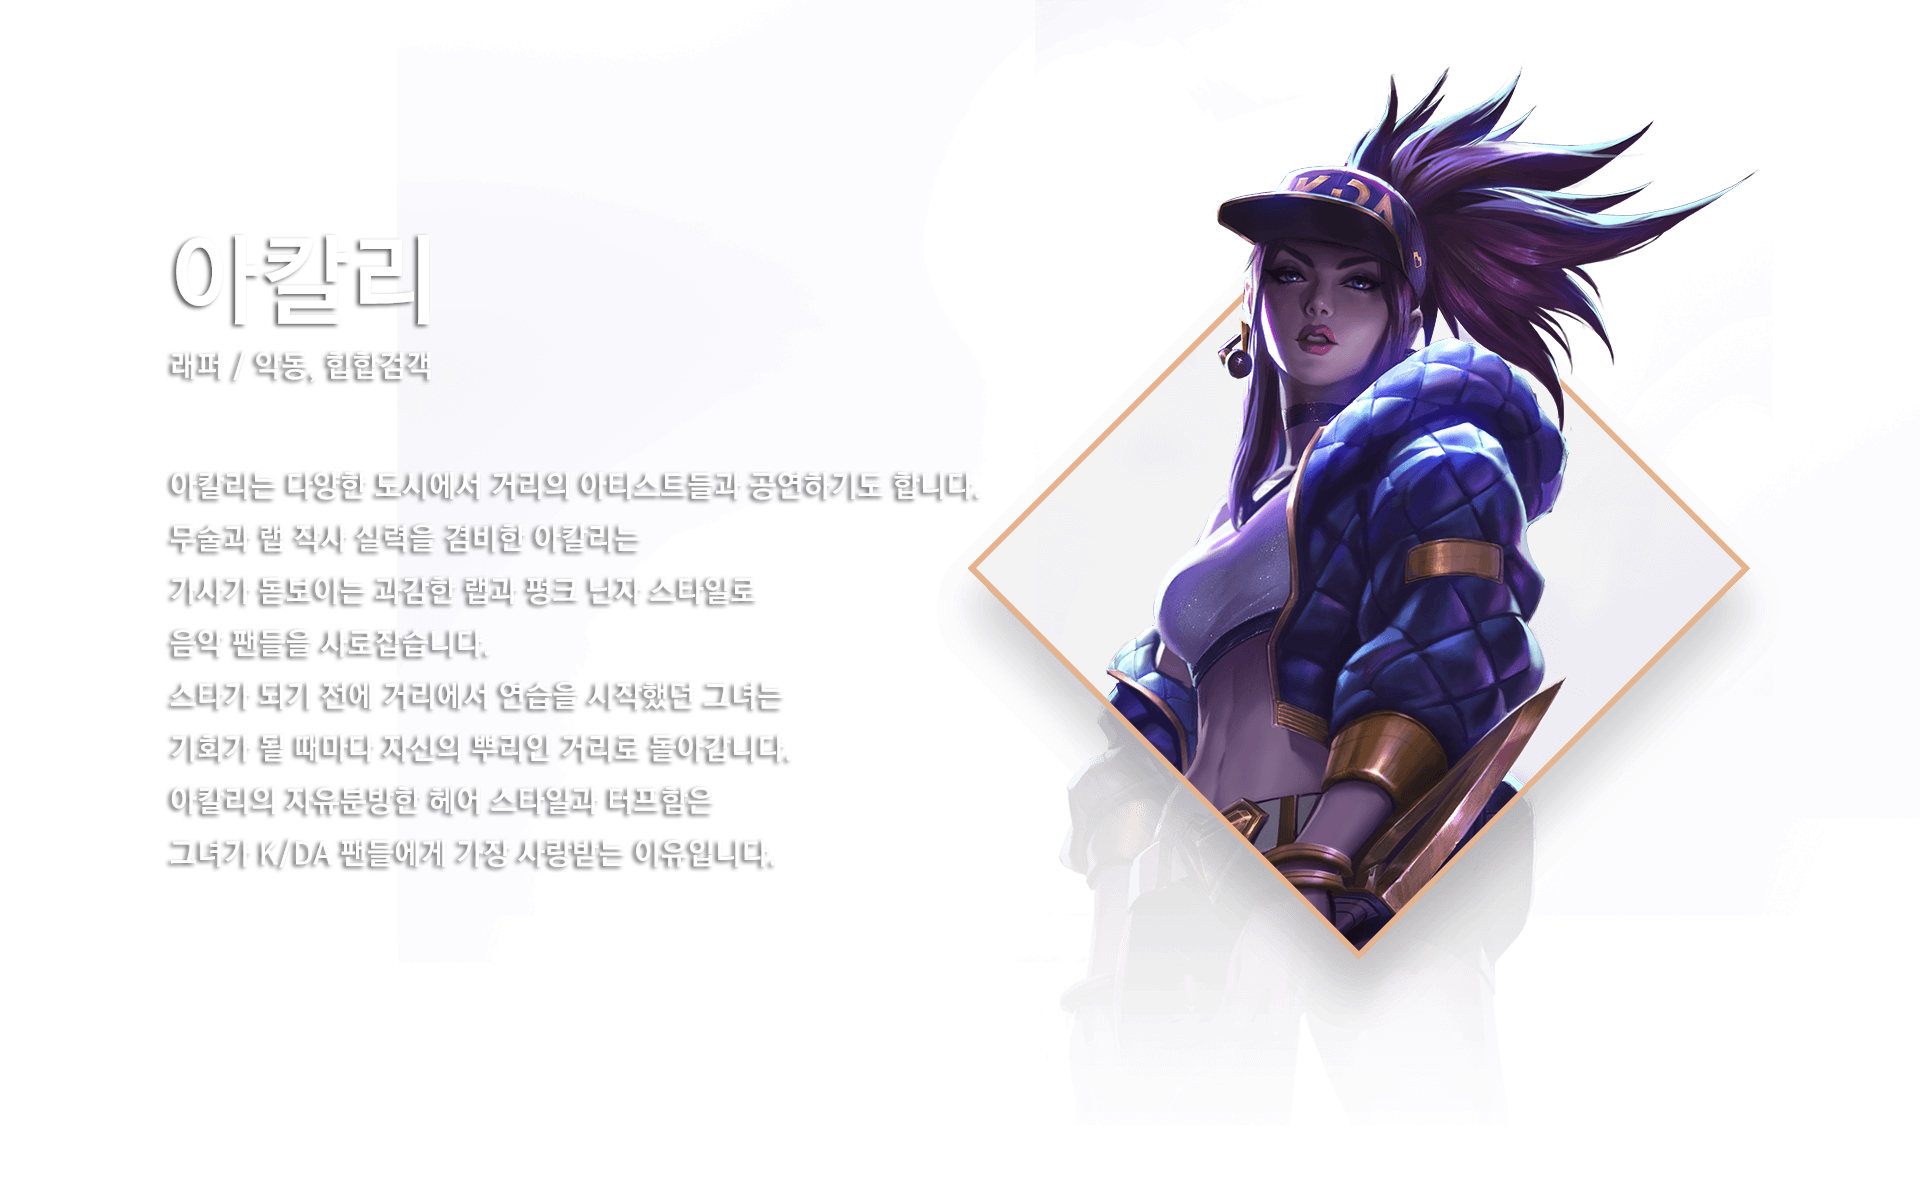 아칼리
래퍼 / 악동, 힙합검객
아칼리는 다양한 도시에서 거리의 아티스트들과 공연하기도 합니다.
무술과 랩 작사 실력을 겸비한 아칼리는
가사가 돋보이는 과감한 랩과 펑크 닌자 스타일로
음악 팬들을 사로잡습니다.
스타가 되기 전에 거리에서 연습을 시작했던 그녀는
기회가 될 때마다 자신의 뿌리인 거리로 돌아갑니다.
아칼리의 자유분방한 헤어 스타일과 터프함은
그녀가 K/DA 팬들에게 가장 사랑받는 이유입니다.
K/DA